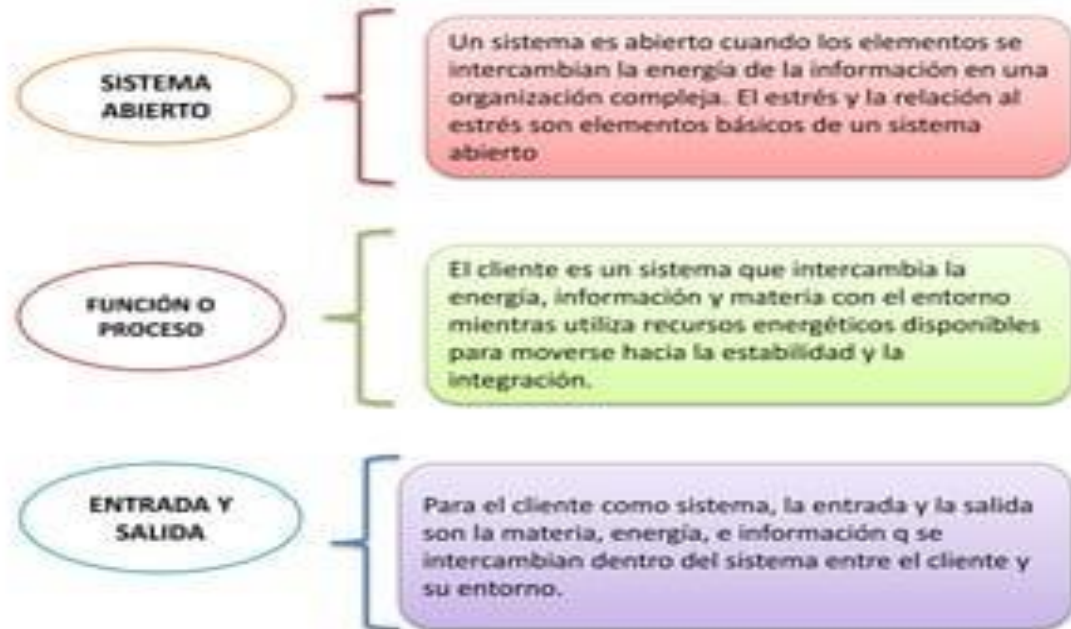 SISTEMA
ABIERTO
Un sistema es abierto cuando los elementos se
intercambian la energía de la información en una
organización compleja. El estrés y la relación al
estrés son elementos básicos de un sistema
abierto
FUNCIÓN O
PROCESO
El cliente es un sistema que intercambia la
energía, información y materia con el entorno
mientras utiliza recursos energéticos disponibles
para moverse hacia la estabilidad y la
integración.
ENTRADA Y
SALIDA
Para el cliente como sistema, la entrada y la salida
son la materia, energía, e información q se
intercambian dentro del sistema entre el cliente y
su entorno.